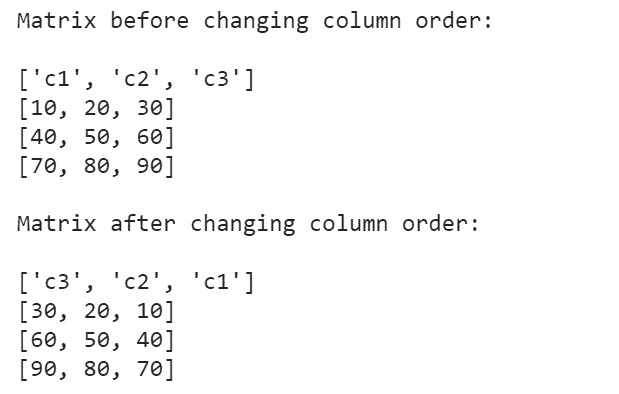 Matrix before changing column order:
['c1', 'c2', 'c3']
[10, 20, 30]
[40, 50, 60]
[70, 80, 90]
Matrix after changing column order:
['c3', 'c2', 'c1']
[30, 20, 10]
[60, 50, 40]
[90, 80, 70]